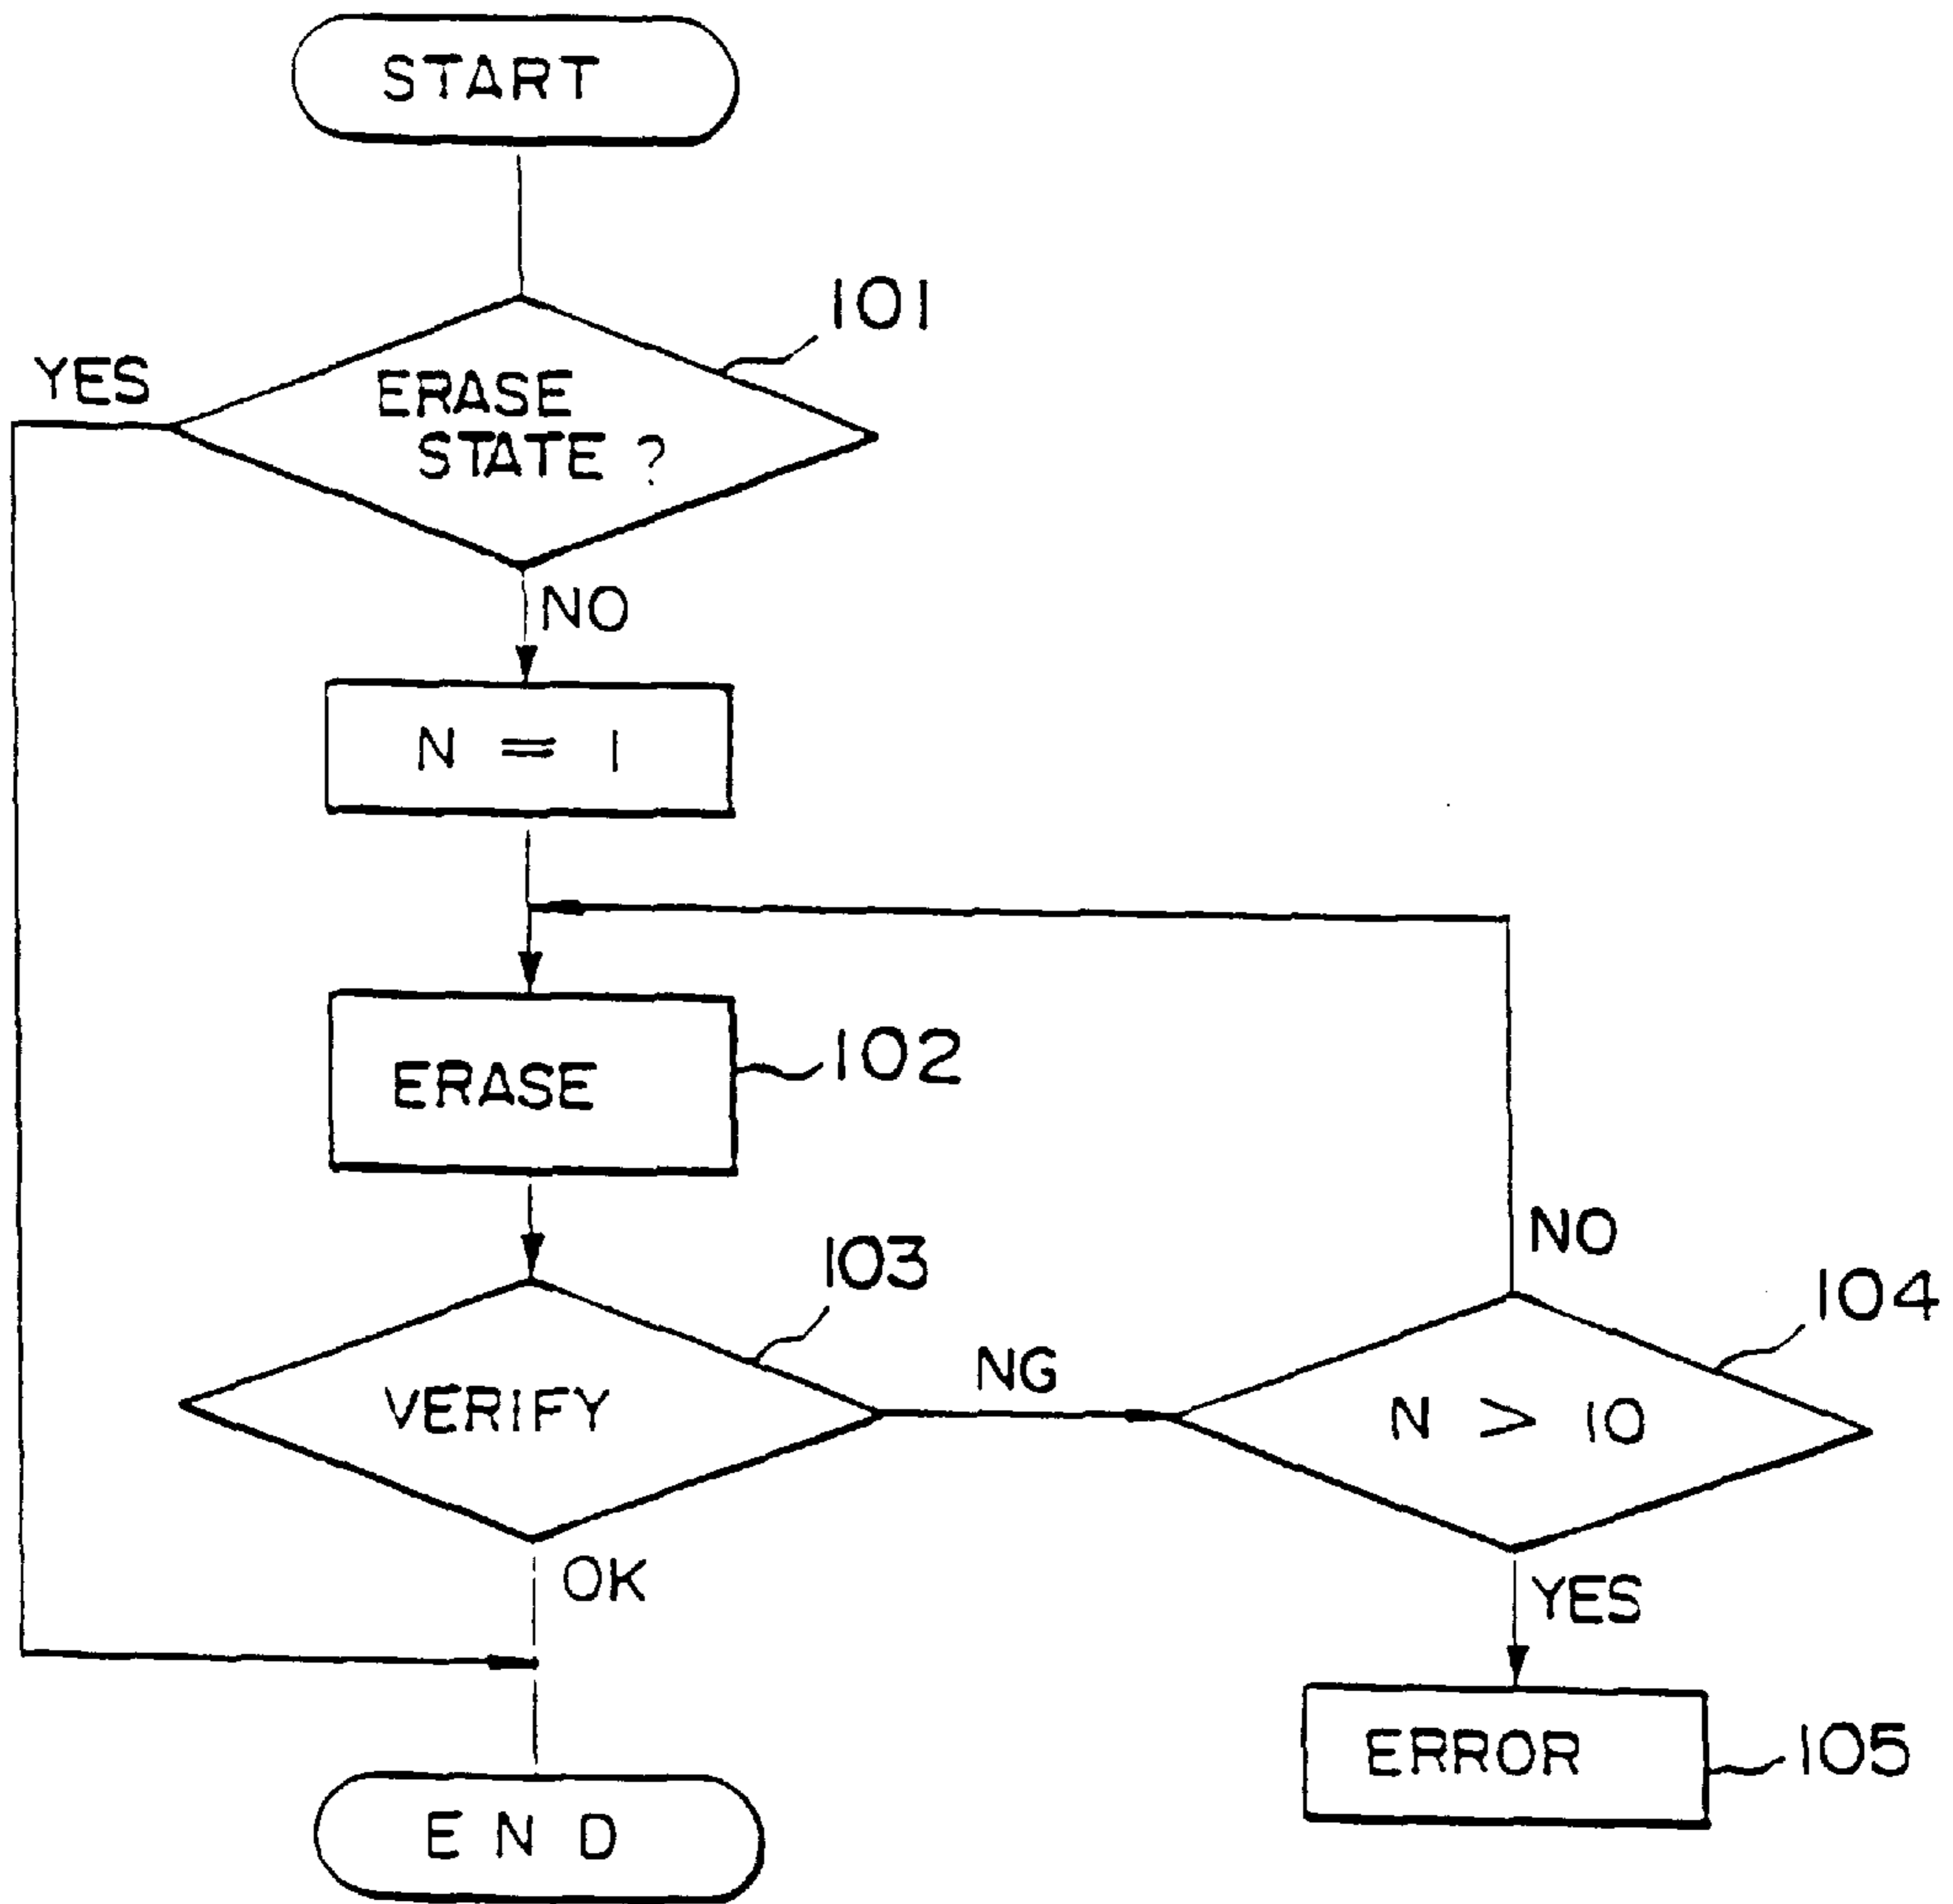 START
101
YES
ERASE
STATE ?
NO
N = 1
ERASE
102
103
NO
104
VERIFY
NG
N > 10
OK
YES
ERROR
105
END